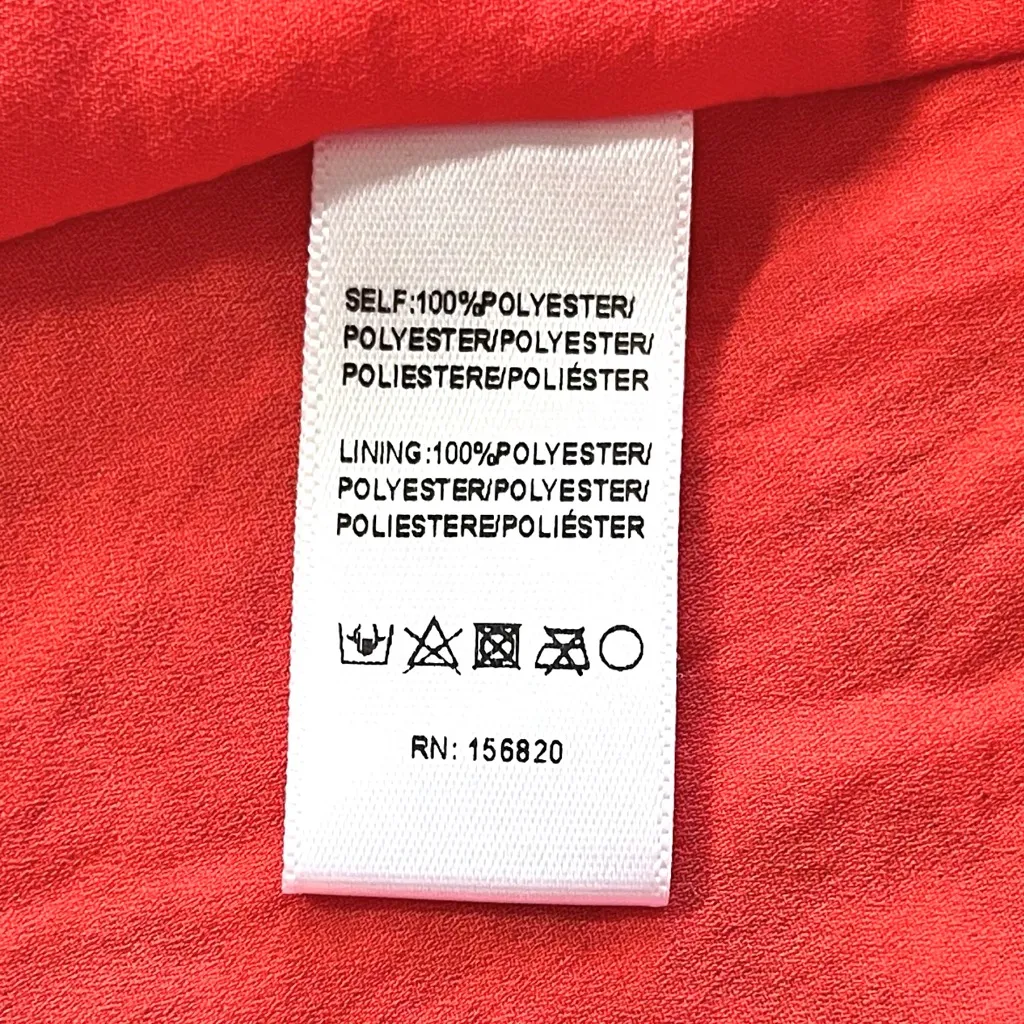 SELF:100%POLYESTER/
POLYESTER/POLYESTER/
POLIESTERE/POLIÉSTER
LINING:100%POLYESTER/
POLYESTER/POLYESTER/
POLIESTERE/POLIÉSTER
RN: 156820